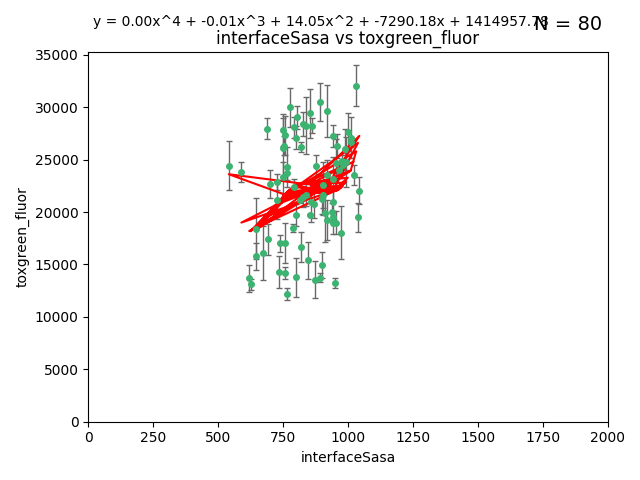 y = 0.00x^4 + -0.01x^3 + 14.05x^2 + -7290.18x + 1414957.78
N = 80
interfaceSasa vs toxgreen_fluor
35000
30000
25000
20000
15000
10000
5000
0
toxgreen_fluor
0 250 500 750 1000 1250 1500 1750 2000
interfaceSasa